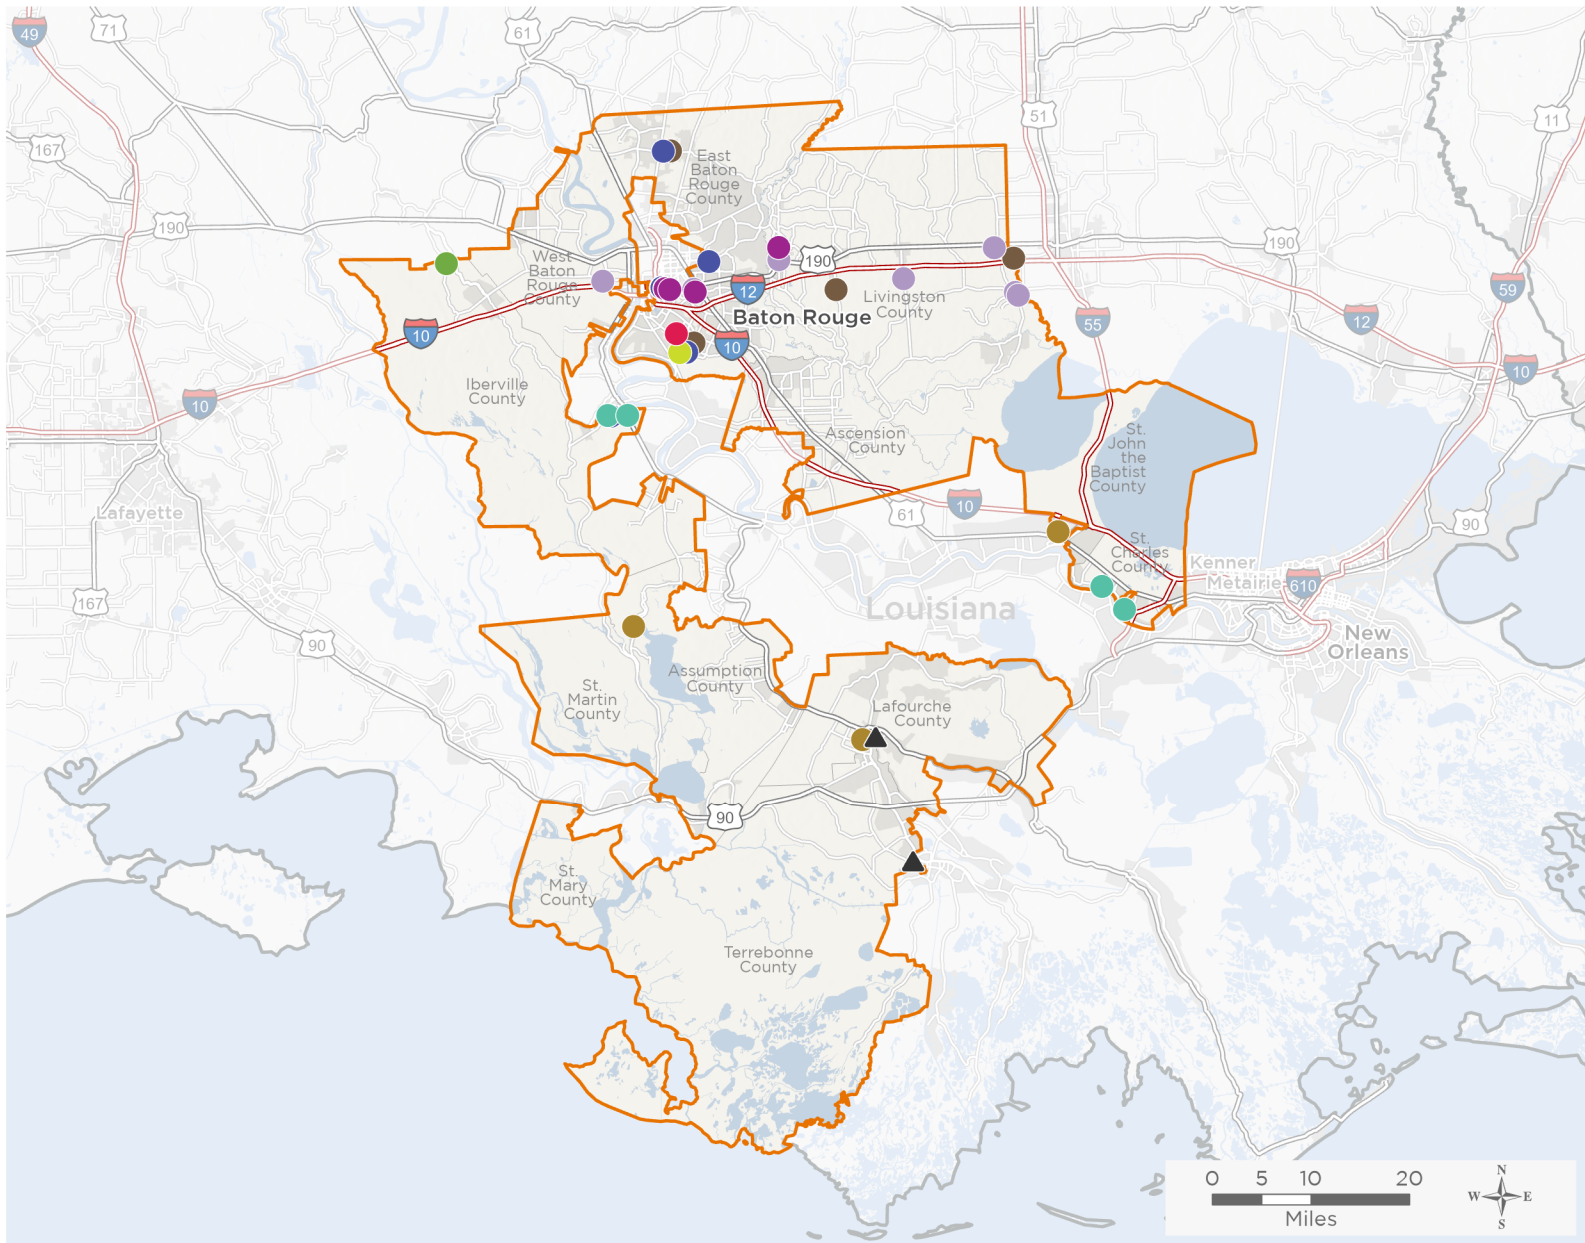 49
71
61
51
11
167
East
Baton
Rouge
County
190
190
190
West
Baton
Rouge
County
12
Livingston
County
59
Baton Rouge
55
12
10
10
10
10
Iberville
County
Ascension
County
St.
John
the
Baptist
County
Lafayette
61
10
90
St.
Charles
County
Kenner
Metairie
610
167
Louisiana
90
New
Orleans
Assumption
County
St.
Martin
County
Lafourche
County
90
St.
Mary
County
Terrebonne
County
0 5 10 20
Miles
N
W E
S